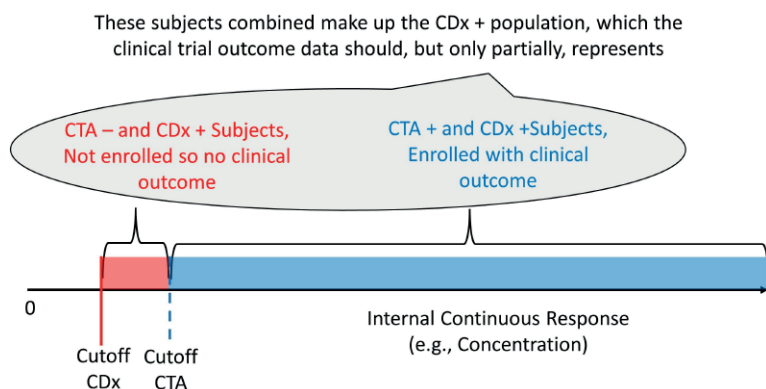 These subjects combined make up the CDx + population, which the
clinical trial outcome data should, but only partially, represents
CTA – and CDx + Subjects,
Not enrolled so no clinical
outcome
CTA + and CDx +Subjects,
Enrolled with clinical
outcome
0
Cutoff
CDx
Cutoff
CTA
Internal Continuous Response
(e.g., Concentration)